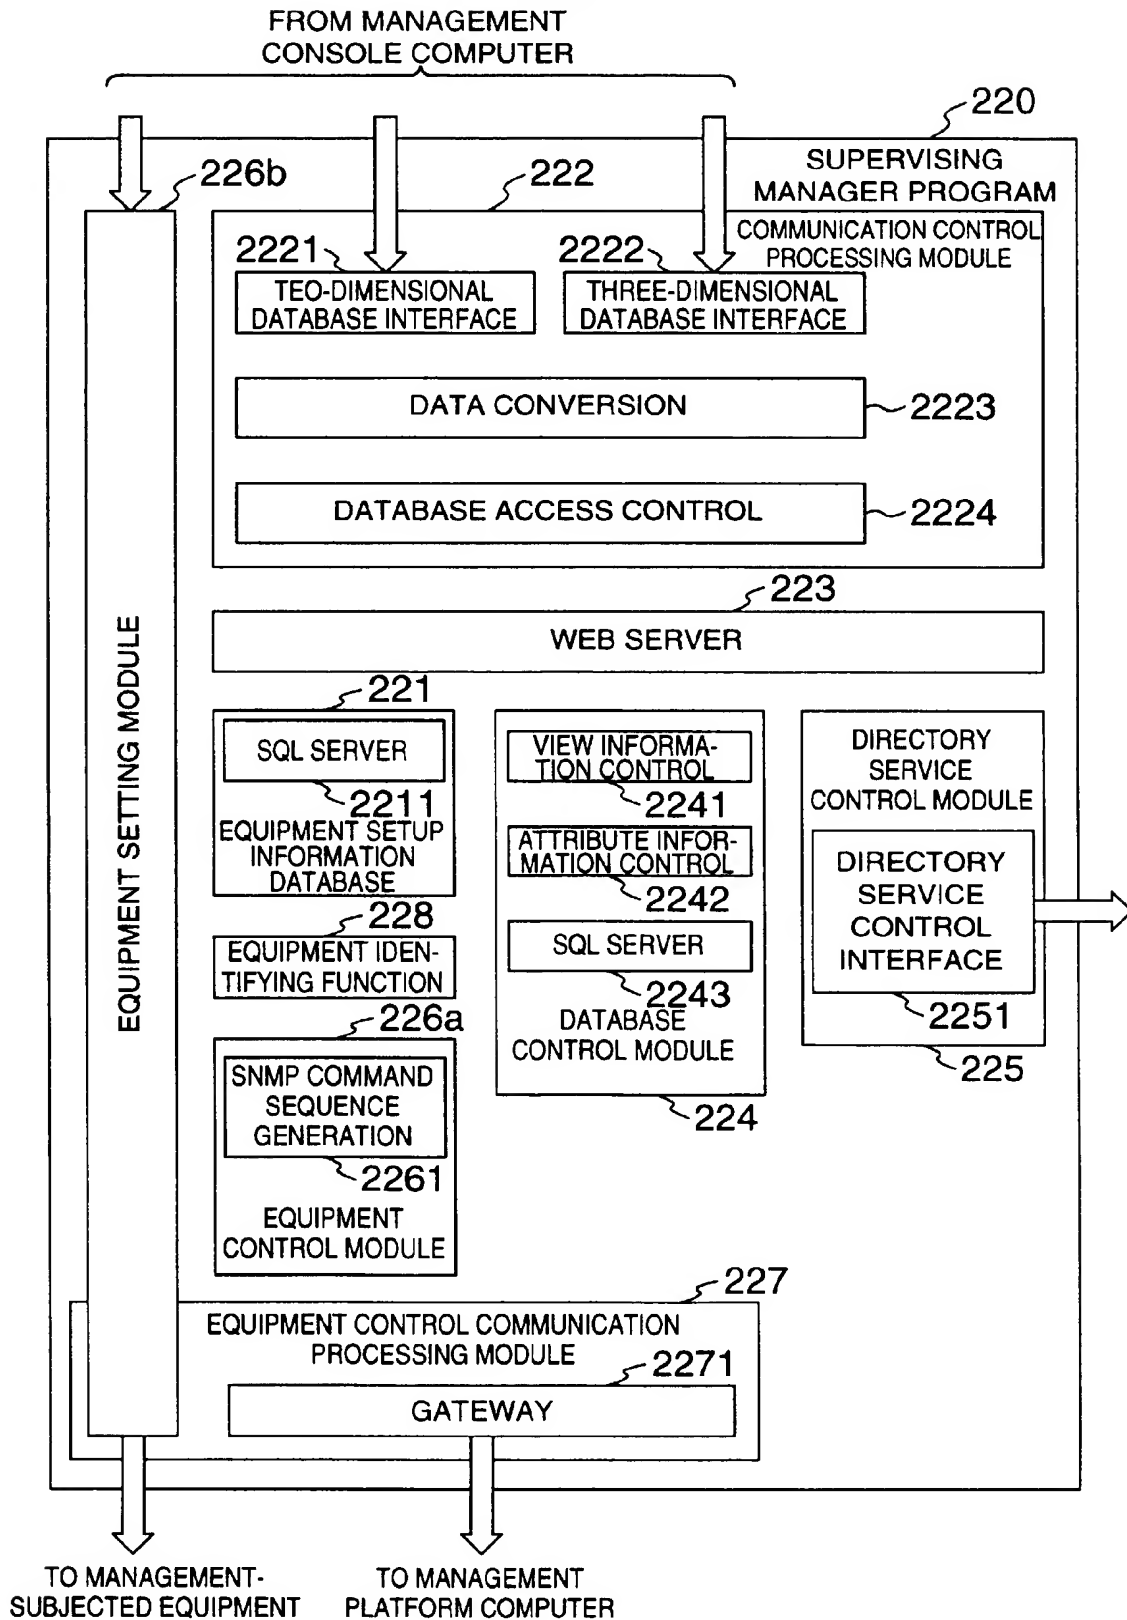 FROM MANAGEMENT
CONSOLE COMPUTER
220
SUPERVISING
MANAGER PROGRAM
226b
222
COMMUNICATION CONTROL
PROCESSING MODULE
2221
2222
TEO-DIMENSIONAL
DATABASE INTERFACE
THREE-DIMENSIONAL
DATABASE INTERFACE
DATA CONVERSION
2223
DATABASE ACCESS CONTROL
2224
223
WEB SERVER
EQUIPMENT SETTING MODULE
221
SQL SERVER
2211
EQUIPMENT SETUP
INFORMATION
DATABASE
VIEW INFORMA-
TION CONTROL
2241
ATTRIBUTE INFOR-
MATION CONTROL
2242
SQL SERVER
2243
DATABASE
CONTROL MODULE
224
DIRECTORY
SERVICE
CONTROL MODULE
DIRECTORY
SERVICE
CONTROL
INTERFACE
2251
225
228
EQUIPMENT IDEN-
TIFYING FUNCTION
226a
SNMP COMMAND
SEQUENCE
GENERATION
2261
EQUIPMENT
CONTROL MODULE
227
EQUIPMENT CONTROL COMMUNICATION
PROCESSING MODULE
2271
GATEWAY
TO MANAGEMENT-
SUBJECTED EQUIPMENT
TO MANAGEMENT
PLATFORM COMPUTER